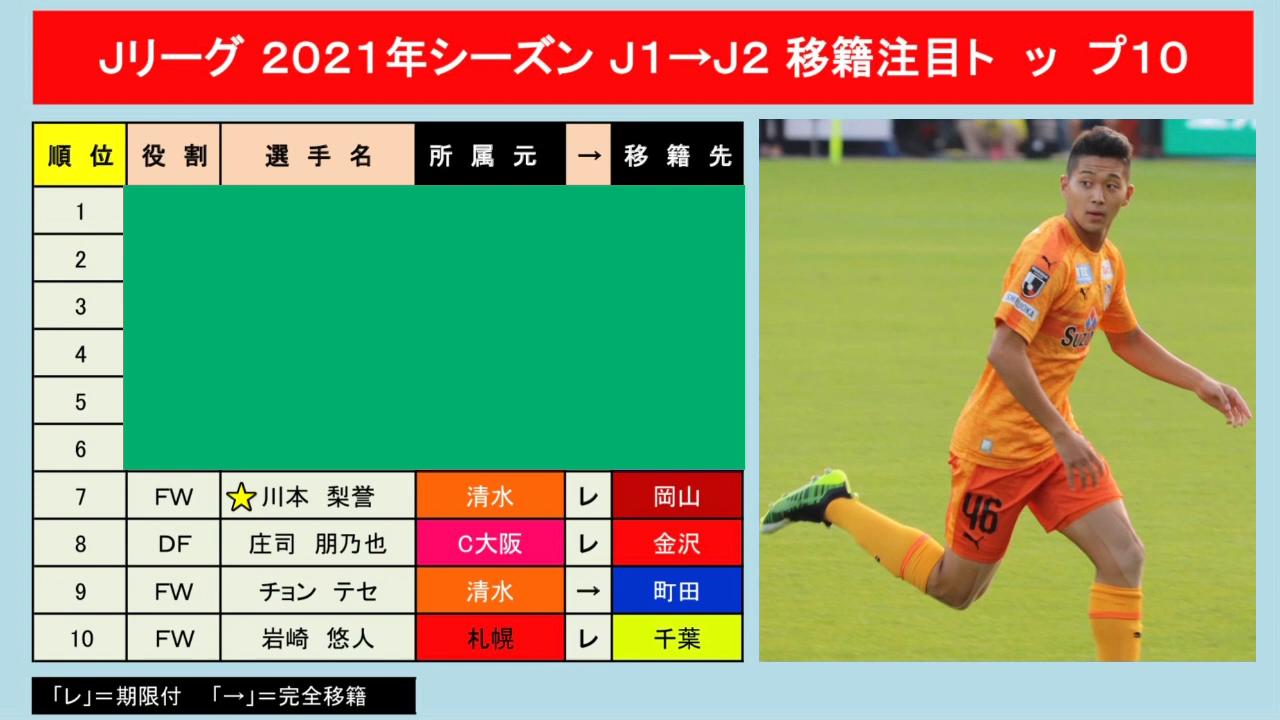 Jリーグ 2021年シーズン J1→J2 移籍注目ト ッ プ10
順 位 役 割 選 手 名 所 属 元 → 移 籍 先
1
2
3
4
5
6
7 FW 川本 梨誉 清水 レ 岡山
8 DF 庄司 朋乃也 C大阪 レ 金沢
9 FW チョン テセ 清水 → 町田
10 FW 岩崎 悠人 札幌 レ 千葉
「レ」＝期限付 「→」＝完全移籍
46